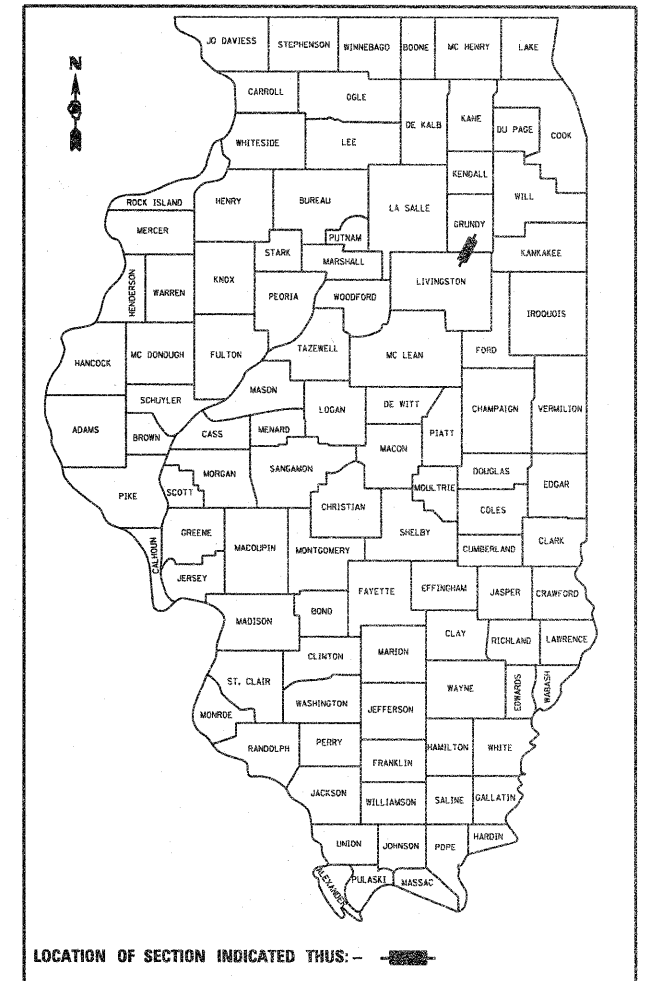 JO DAVIESS STEPHENSON WINNEBAGO BOONE MC HENRY LAKE
N
CARROLL OGLE DE KALB KANE DU PAGE COOK
WHITESIDE LEE
KENDALL WILL
ROCK ISLAND HENRY BUREAU LA SALLE GRUNDY
MERCER PUTNAM
STARK MARSHALL KANKAKEE
HENDERSON WARREN KNOX PEORIA WOODFORD LIVINGSTON IROQUOIS
HANCOCK MC DONOUGH FULTON TAZEWELL MC LEAN FORD
MASON
SCHUYLER LOGAN DE WITT CHAMPAIGN VERMILION
ADAMS BROWN CASS MENARD MACON PIATT
MORGAN SANGAMON DOUGLAS EDGAR
PIKE SCOTT CHRISTIAN MOULTRIE
COLES
GREENE MACOUPIN MONTGOMERY SHELBY CUMBERLAND CLARK
CALHOUN JERSEY
FAYETTE EFFINGHAM JASPER CRAWFORD
MADISON BOND
CLAY RICHLAND LAWRENCE
CLINTON MARION
ST. CLAIR WAYNE EDWARDS WABASH
WASHINGTON JEFFERSON
MONROE
RANDOLPH PERRY HAMILTON WHITE
FRANKLIN
JACKSON WILLIAMSON SALINE GALLATIN
UNION JOHNSON POPE HARDIN
ALEXANDER PULASKI MASSAC
LOCATION OF SECTION INDICATED THUS:-